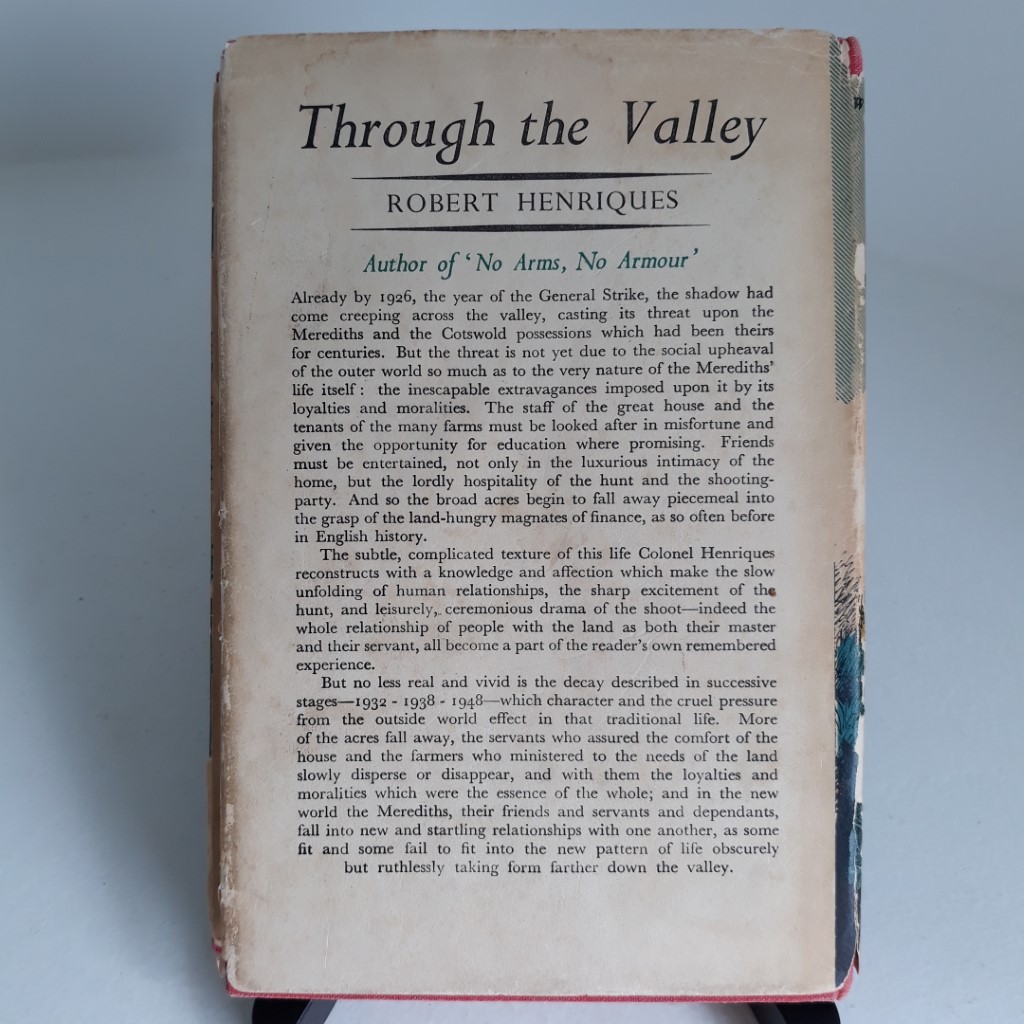 Through the Valley
ROBERT HENRIQUES
Author of ‘No Arms, No Armour’
Already by 1926, the year of the General Strike, the shadow had
come creeping across the valley, casting its threat upon the
Merediths and the Cotswold possessions which had been theirs
for centuries. But the threat is not yet due to the social upheaval
of the outer world so much as to the very nature of the Merediths’
life itself : the inescapable extravagances imposed upon it by its
loyalties and moralities. The staff of the great house and the
tenants of the many farms must be looked after in misfortune and
given the opportunity for education where promising. Friends
must be entertained, not only in the luxurious intimacy of the
home, but the lordly hospitality of the hunt and the shooting-
party. And so the broad acres begin to fall away piecemeal into
the grasp of the land-hungry magnates of finance, as so often before
in English history.
The subtle, complicated texture of this life Colonel Henriques
reconstructs with a knowledge and affection which make the slow
unfolding of human relationships, the sharp excitement of the
hunt, and leisurely, ceremonious drama of the shoot—indeed the
whole relationship of people with the land as both their master
and their servant, all become a part of the reader’s own remembered
experience.
But no less real and vivid is the decay described in successive
stages—1932 - 1938 - 1948—which character and the cruel pressure
from the outside world effect in that traditional life. More
of the acres fall away, the servants who assured the comfort of the
house and the farmers who ministered to the needs of the land
slowly disperse or disappear, and with them the loyalties and
moralities which were the essence of the whole; and in the new
world the Merediths, their friends and servants and dependants,
fall into new and startling relationships with one another, as some
fit and some fail to fit into the new pattern of life obscurely
but ruthlessly taking form farther down the valley.